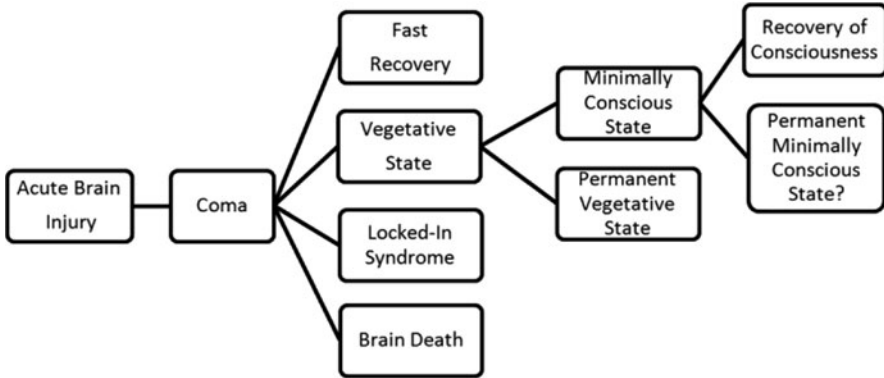 Acute Brain
Injury
Coma
Fast
Recovery
Vegetative
State
Locked-In
Syndrome
Brain Death
Minimally
Conscious
State
Permanent
Vegetative
State
Recovery of
Consciousness
Permanent
Minimally
Conscious
State?